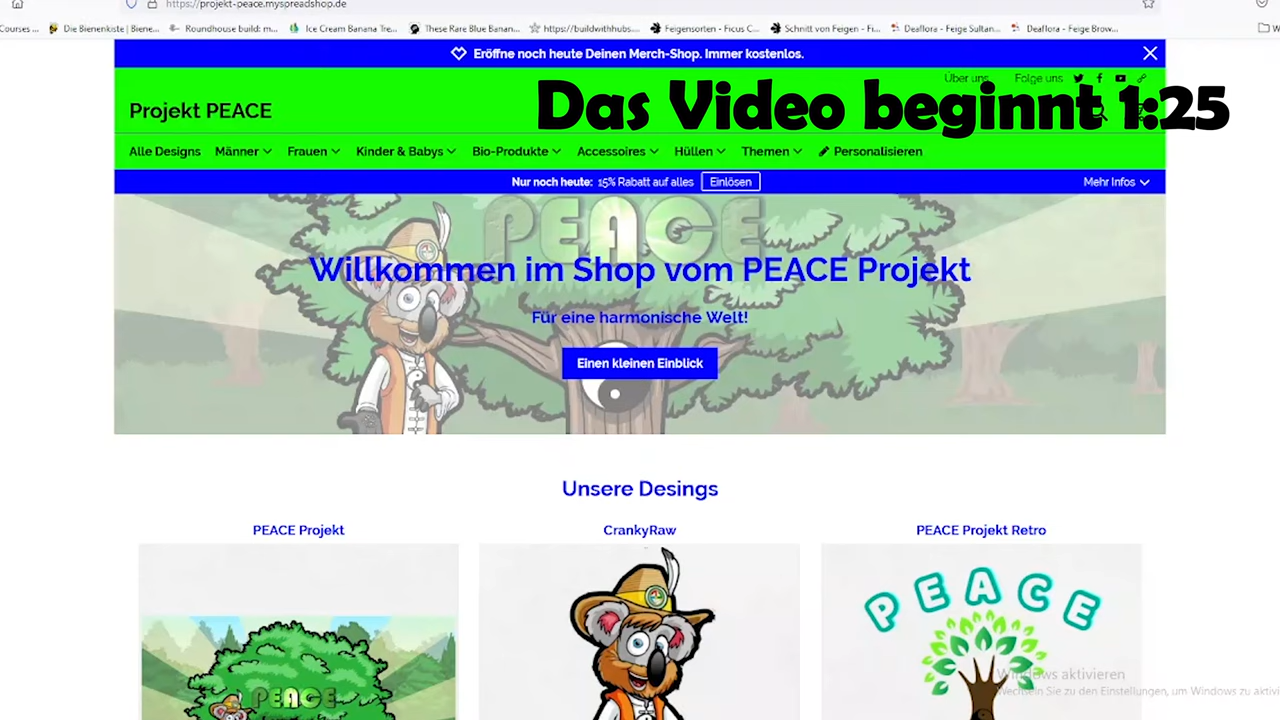 https://projekt-peace.myspreadshop.de
Courses ... Die Bienenkiste | Biene... Roundhouse build: m... Ice Cream Banana Tre... These Rare Blue Banan... https://buildwithhubs.... Feigensorten - Ficus C... Schnitt von Feigen - Fi... Deaflora - Feige Sultan... Deaflora - Feige Brow...
Eröffne noch heute Deinen Merch-Shop. Immer kostenlos.
Über uns Folge uns
Das Video beginnt 1:25
Projekt PEACE
Alle Designs Männer Frauen Kinder & Babys Bio-Produkte Accessoires Hüllen Themen Personalisieren
Nur noch heute: 15% Rabatt auf alles Einlösen Mehr Infos
PEACE
Willkommen im Shop vom PEACE Projekt
Für eine harmonische Welt!
Einen kleinen Einblick
Unsere Desings
PEACE Projekt CrankyRaw PEACE Projekt Retro
PEACE
PEACE
Windows aktivieren
Wechseln Sie zu den Einstellungen, um Windows zu aktivi